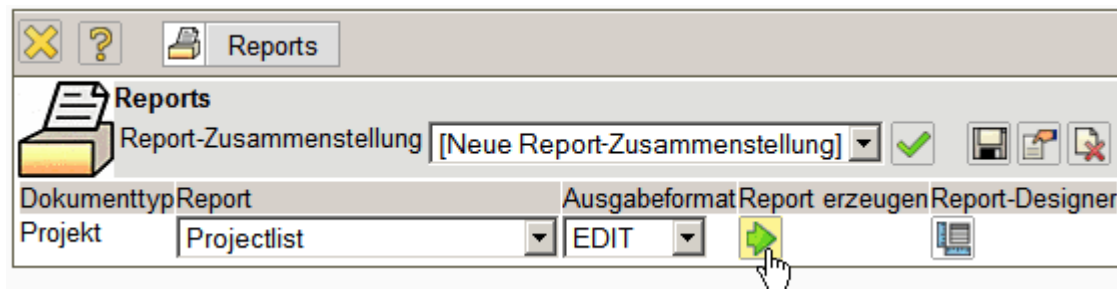 Reports
Reports
Report-Zusammenstellung [Neue Report-Zusammenstellung]
Dokumenttyp Report Ausgabeformat Report erzeugen Report-Designer
Projekt Projectlist EDIT